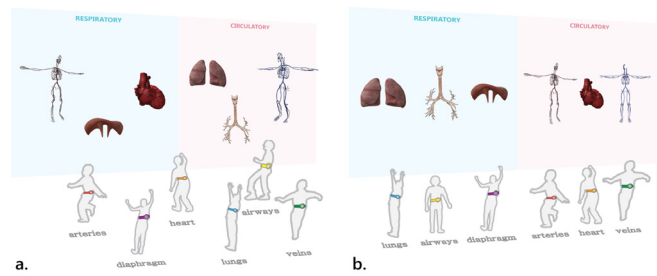 RESPIRATORY CIRCULATORY
arteries
diaphragm
heart
lungs
airways
veins
a.
RESPIRATORY CIRCULATORY
lungs
airways
diaphragm
arteries
heart
veins
b.